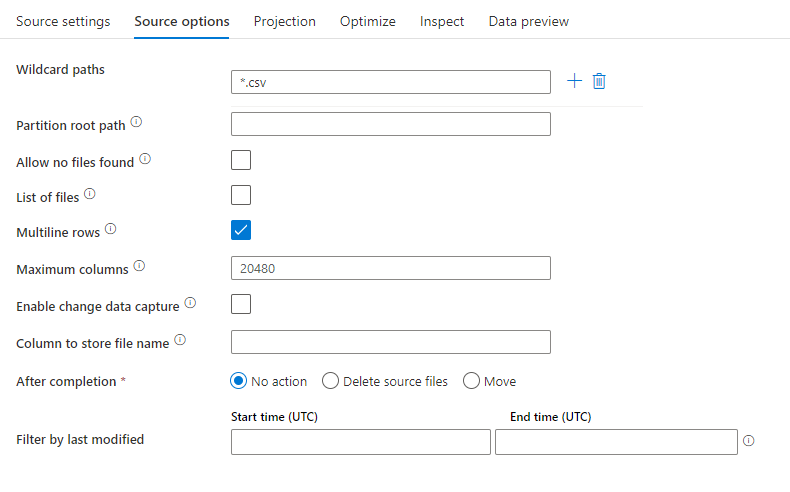 Source settings Source options Projection Optimize Inspect Data preview
Wildcard paths
*.csv
Partition root path
Allow no files found
List of files
Multiline rows
Maximum columns 20480
Enable change data capture
Column to store file name
After completion * No action Delete source files Move
Start time (UTC) End time (UTC)
Filter by last modified